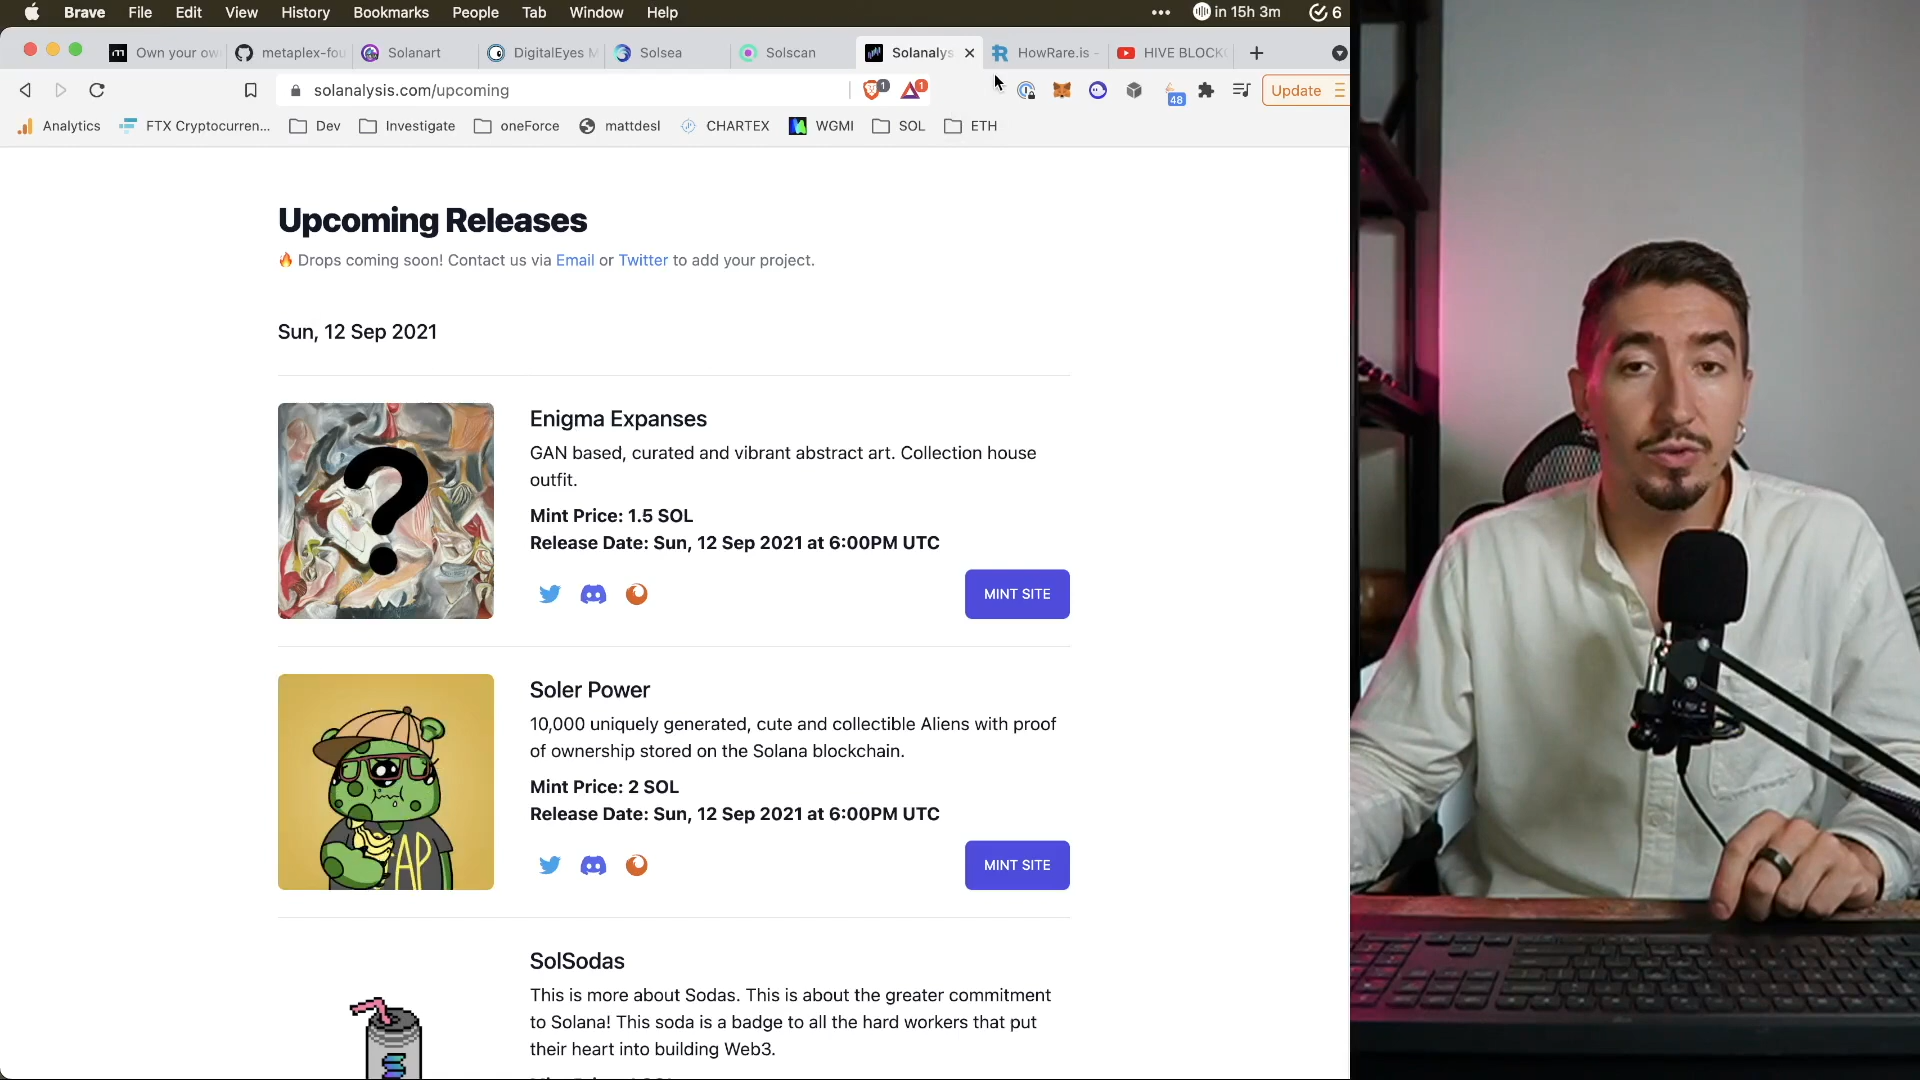 Brave File Edit View History Bookmarks People Tab Window Help in 15h 3m 6
Own your ow metaplex-fou Solanart DigitalEyes M Solsea Solscan Solanalys HowRare.is - HIVE BLOCK
solanalysis.com/upcoming 1 1 48 Update
Analytics FTX Cryptocurren... Dev Investigate oneForce mattdesl CHARTEX WGMI SOL ETH
Upcoming Releases
🔥 Drops coming soon! Contact us via Email or Twitter to add your project.
Sun, 12 Sep 2021
?
Enigma Expanses
GAN based, curated and vibrant abstract art. Collection house
outfit.
Mint Price: 1.5 SOL
Release Date: Sun, 12 Sep 2021 at 6:00PM UTC
MINT SITE
AP
Soler Power
10,000 uniquely generated, cute and collectible Aliens with proof
of ownership stored on the Solana blockchain.
Mint Price: 2 SOL
Release Date: Sun, 12 Sep 2021 at 6:00PM UTC
MINT SITE
SolSodas
This is more about Sodas. This is about the greater commitment
to Solana! This soda is a badge to all the hard workers that put
their heart into building Web3.